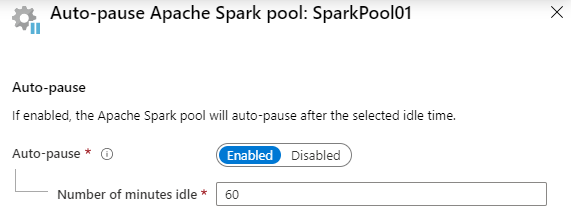 Auto-pause Apache Spark pool: SparkPool01
Auto-pause
If enabled, the Apache Spark pool will auto-pause after the selected idle time.
Auto-pause * Enabled Disabled
Number of minutes idle * 60